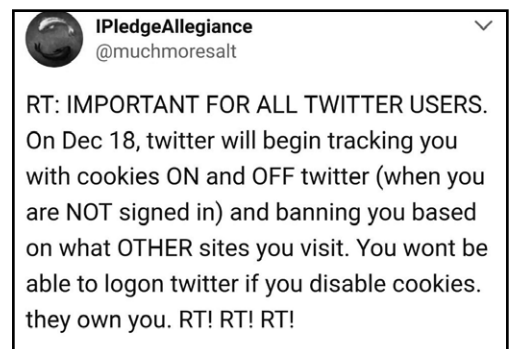 IPledgeAllegiance
@muchmoresalt
RT: IMPORTANT FOR ALL TWITTER USERS.
On Dec 18, twitter will begin tracking you
with cookies ON and OFF twitter (when you
are NOT signed in) and banning you based
on what OTHER sites you visit. You wont be
able to logon twitter if you disable cookies.
they own you. RT! RT! RT!